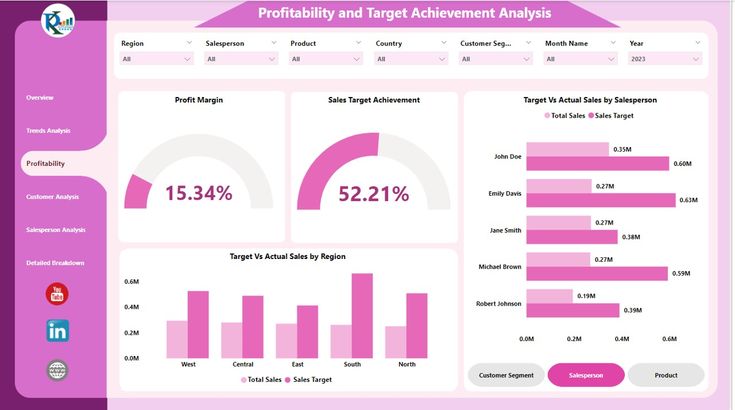 Profitability and Target Achievement Analysis
Region
Salesperson
Product
Country
Customer Seg...
Month Name
Year
All
All
All
All
All
All
2023
Overview
Trends Analysis
Profitability
Customer Analysis
Salesperson Analysis
Detailed Breakdown
You
Tube
in
www
Profit Margin
15.34%
Sales Target Achievement
52.21%
Target Vs Actual Sales by Salesperson
Total Sales Sales Target
John Doe
0.35M
0.60M
Emily Davis
0.27M
0.63M
Jane Smith
0.27M
0.38M
Michael Brown
0.27M
0.59M
Robert Johnson
0.19M
0.39M
0.0M 0.2M 0.4M 0.6M
Customer Segment
Salesperson
Product
Target Vs Actual Sales by Region
0.6M
0.4M
0.2M
0.0M
West Central East South North
Total Sales Sales Target